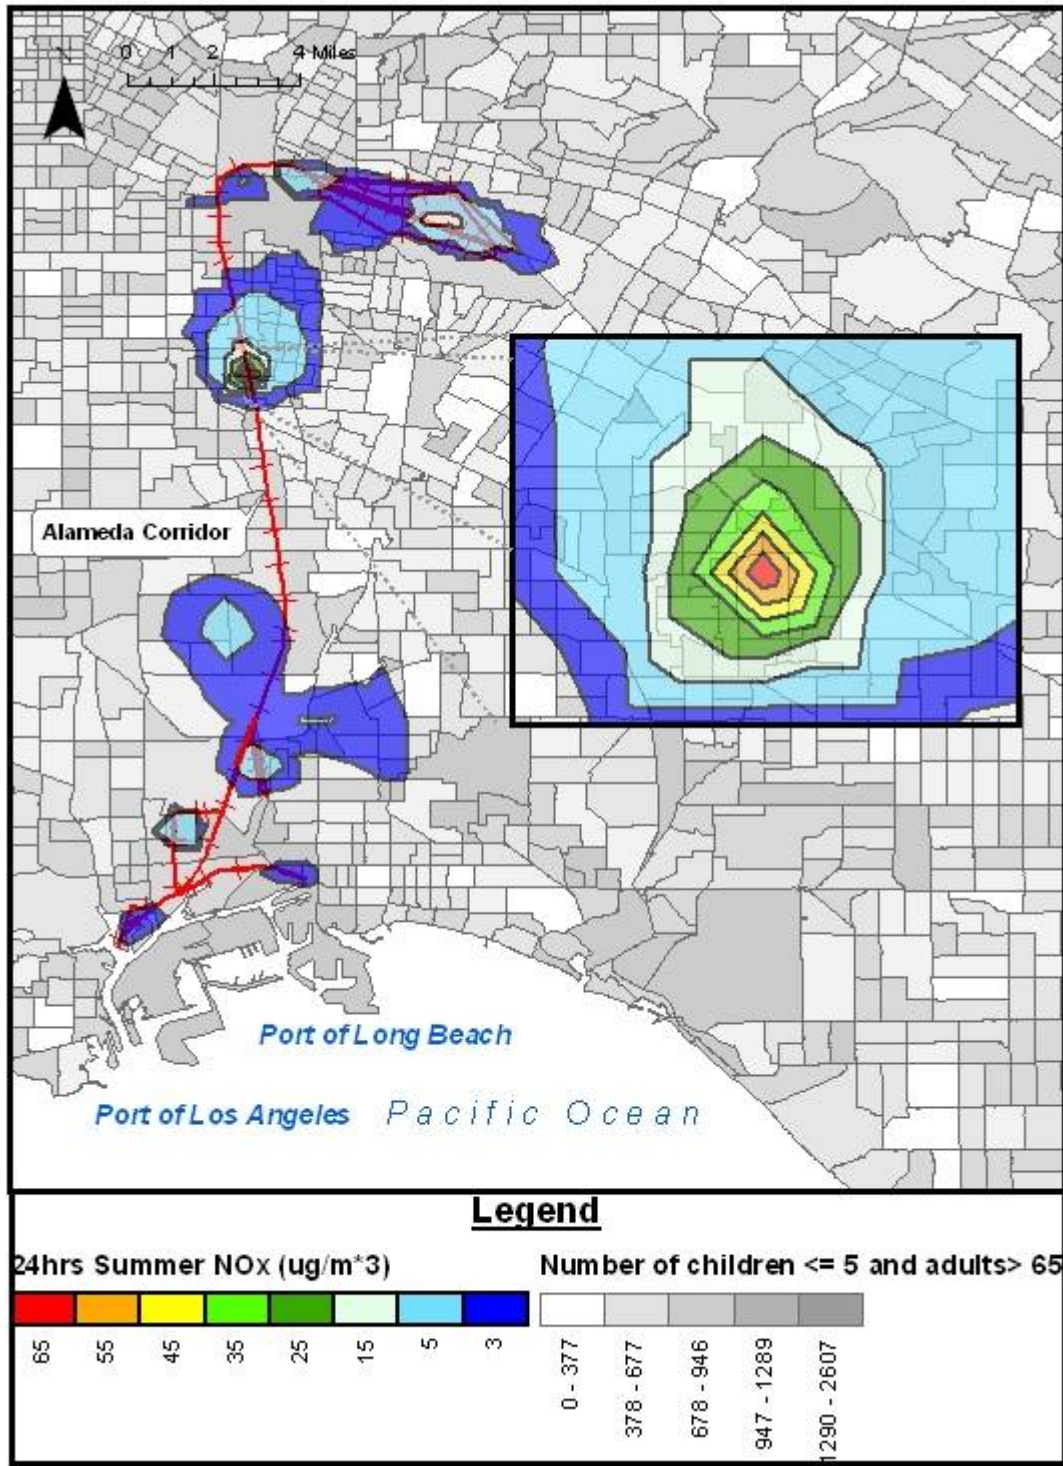 N
0 1 2 4 Miles
Alameda Corridor
Port of Long Beach
Port of Los Angeles Pacific Ocean
Legend
24hrs Summer NOx (ug/m*3) Number of children <= 5 and adults> 65
65 55 45 35 25 15 5 3 0 - 377 378 - 677 678 - 946 947 - 1289 1290 - 2607